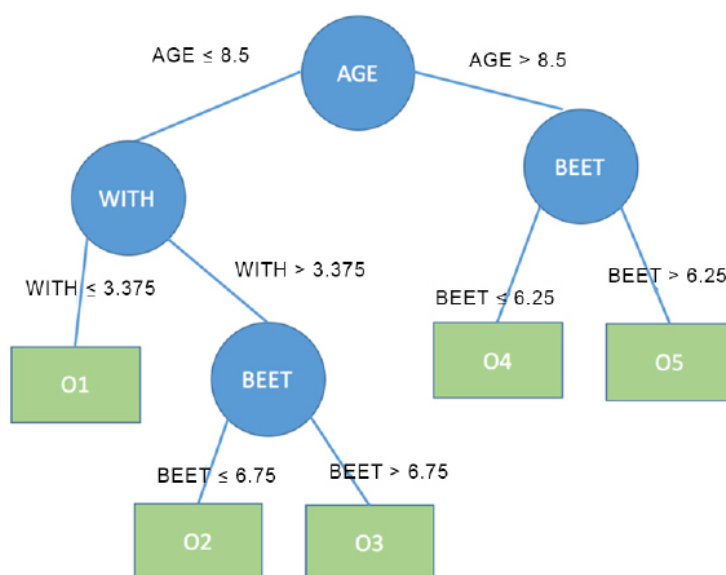 AGE ≤ 8.5
AGE
AGE > 8.5
WITH
BEET
WITH ≤ 3.375
WITH > 3.375
BEET ≤ 6.25
BEET > 6.25
O1
BEET
O4
O5
BEET ≤ 6.75
BEET > 6.75
O2
O3